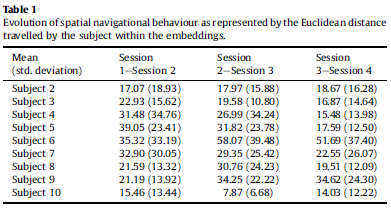 Table 1
Evolution of spatial navigational behaviour as represented by the Euclidean distance
travelled by the subject within the embeddings.
Mean Session Session Session
(std. deviation) 1−Session 2 2−Session 3 3−Session 4
Subject 2 17.07 (18.93) 17.97 (15.88) 18.67 (16.28)
Subject 3 22.93 (15.62) 19.58 (10.80) 16.87 (14.64)
Subject 4 31.48 (34.76) 26.99 (34.24) 15.48 (13.98)
Subject 5 39.05 (23.41) 31.82 (23.78) 17.59 (12.50)
Subject 6 35.32 (33.19) 58.07 (39.48) 51.69 (37.40)
Subject 7 32.90 (30.05) 29.35 (25.42) 22.55 (26.07)
Subject 8 21.59 (13.32) 30.76 (24.23) 19.51 (12.09)
Subject 9 21.19 (13.92) 34.25 (22.22) 34.62 (24.30)
Subject 10 15.46 (13.44) 7.87 (6.68) 14.03 (12.22)